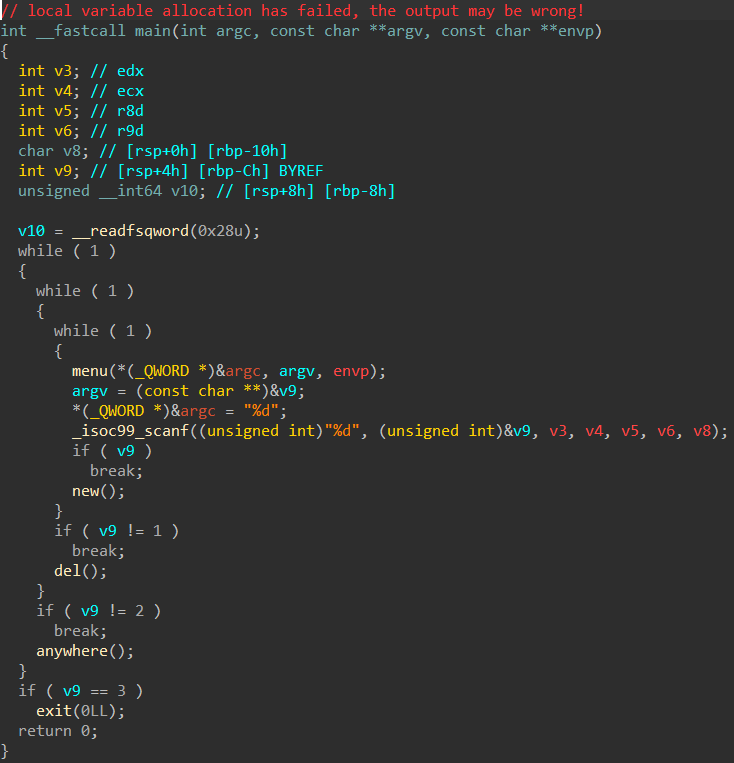 // local variable allocation has failed, the output may be wrong!
int __fastcall main(int argc, const char **argv, const char **envp)
{
  int v3; // edx
  int v4; // ecx
  int v5; // r8d
  int v6; // r9d
  char v8; // [rsp+0h] [rbp-10h]
  int v9; // [rsp+4h] [rbp-Ch] BYREF
  unsigned __int64 v10; // [rsp+8h] [rbp-8h]

  v10 = __readfsqword(0x28u);
  while ( 1 )
  {
    while ( 1 )
    {
      while ( 1 )
      {
        menu(*(_QWORD *)&argc, argv, envp);
        argv = (const char **)&v9;
        *(_QWORD *)&argc = "%d";
        _isoc99_scanf((unsigned int)"%d", (unsigned int)&v9, v3, v4, v5, v6, v8);
        if ( v9 )
          break;
        new();
      }
      if ( v9 != 1 )
        break;
      del();
    }
    if ( v9 != 2 )
      break;
    anywhere();
  }
  if ( v9 == 3 )
    exit(0LL);
  return 0;
}